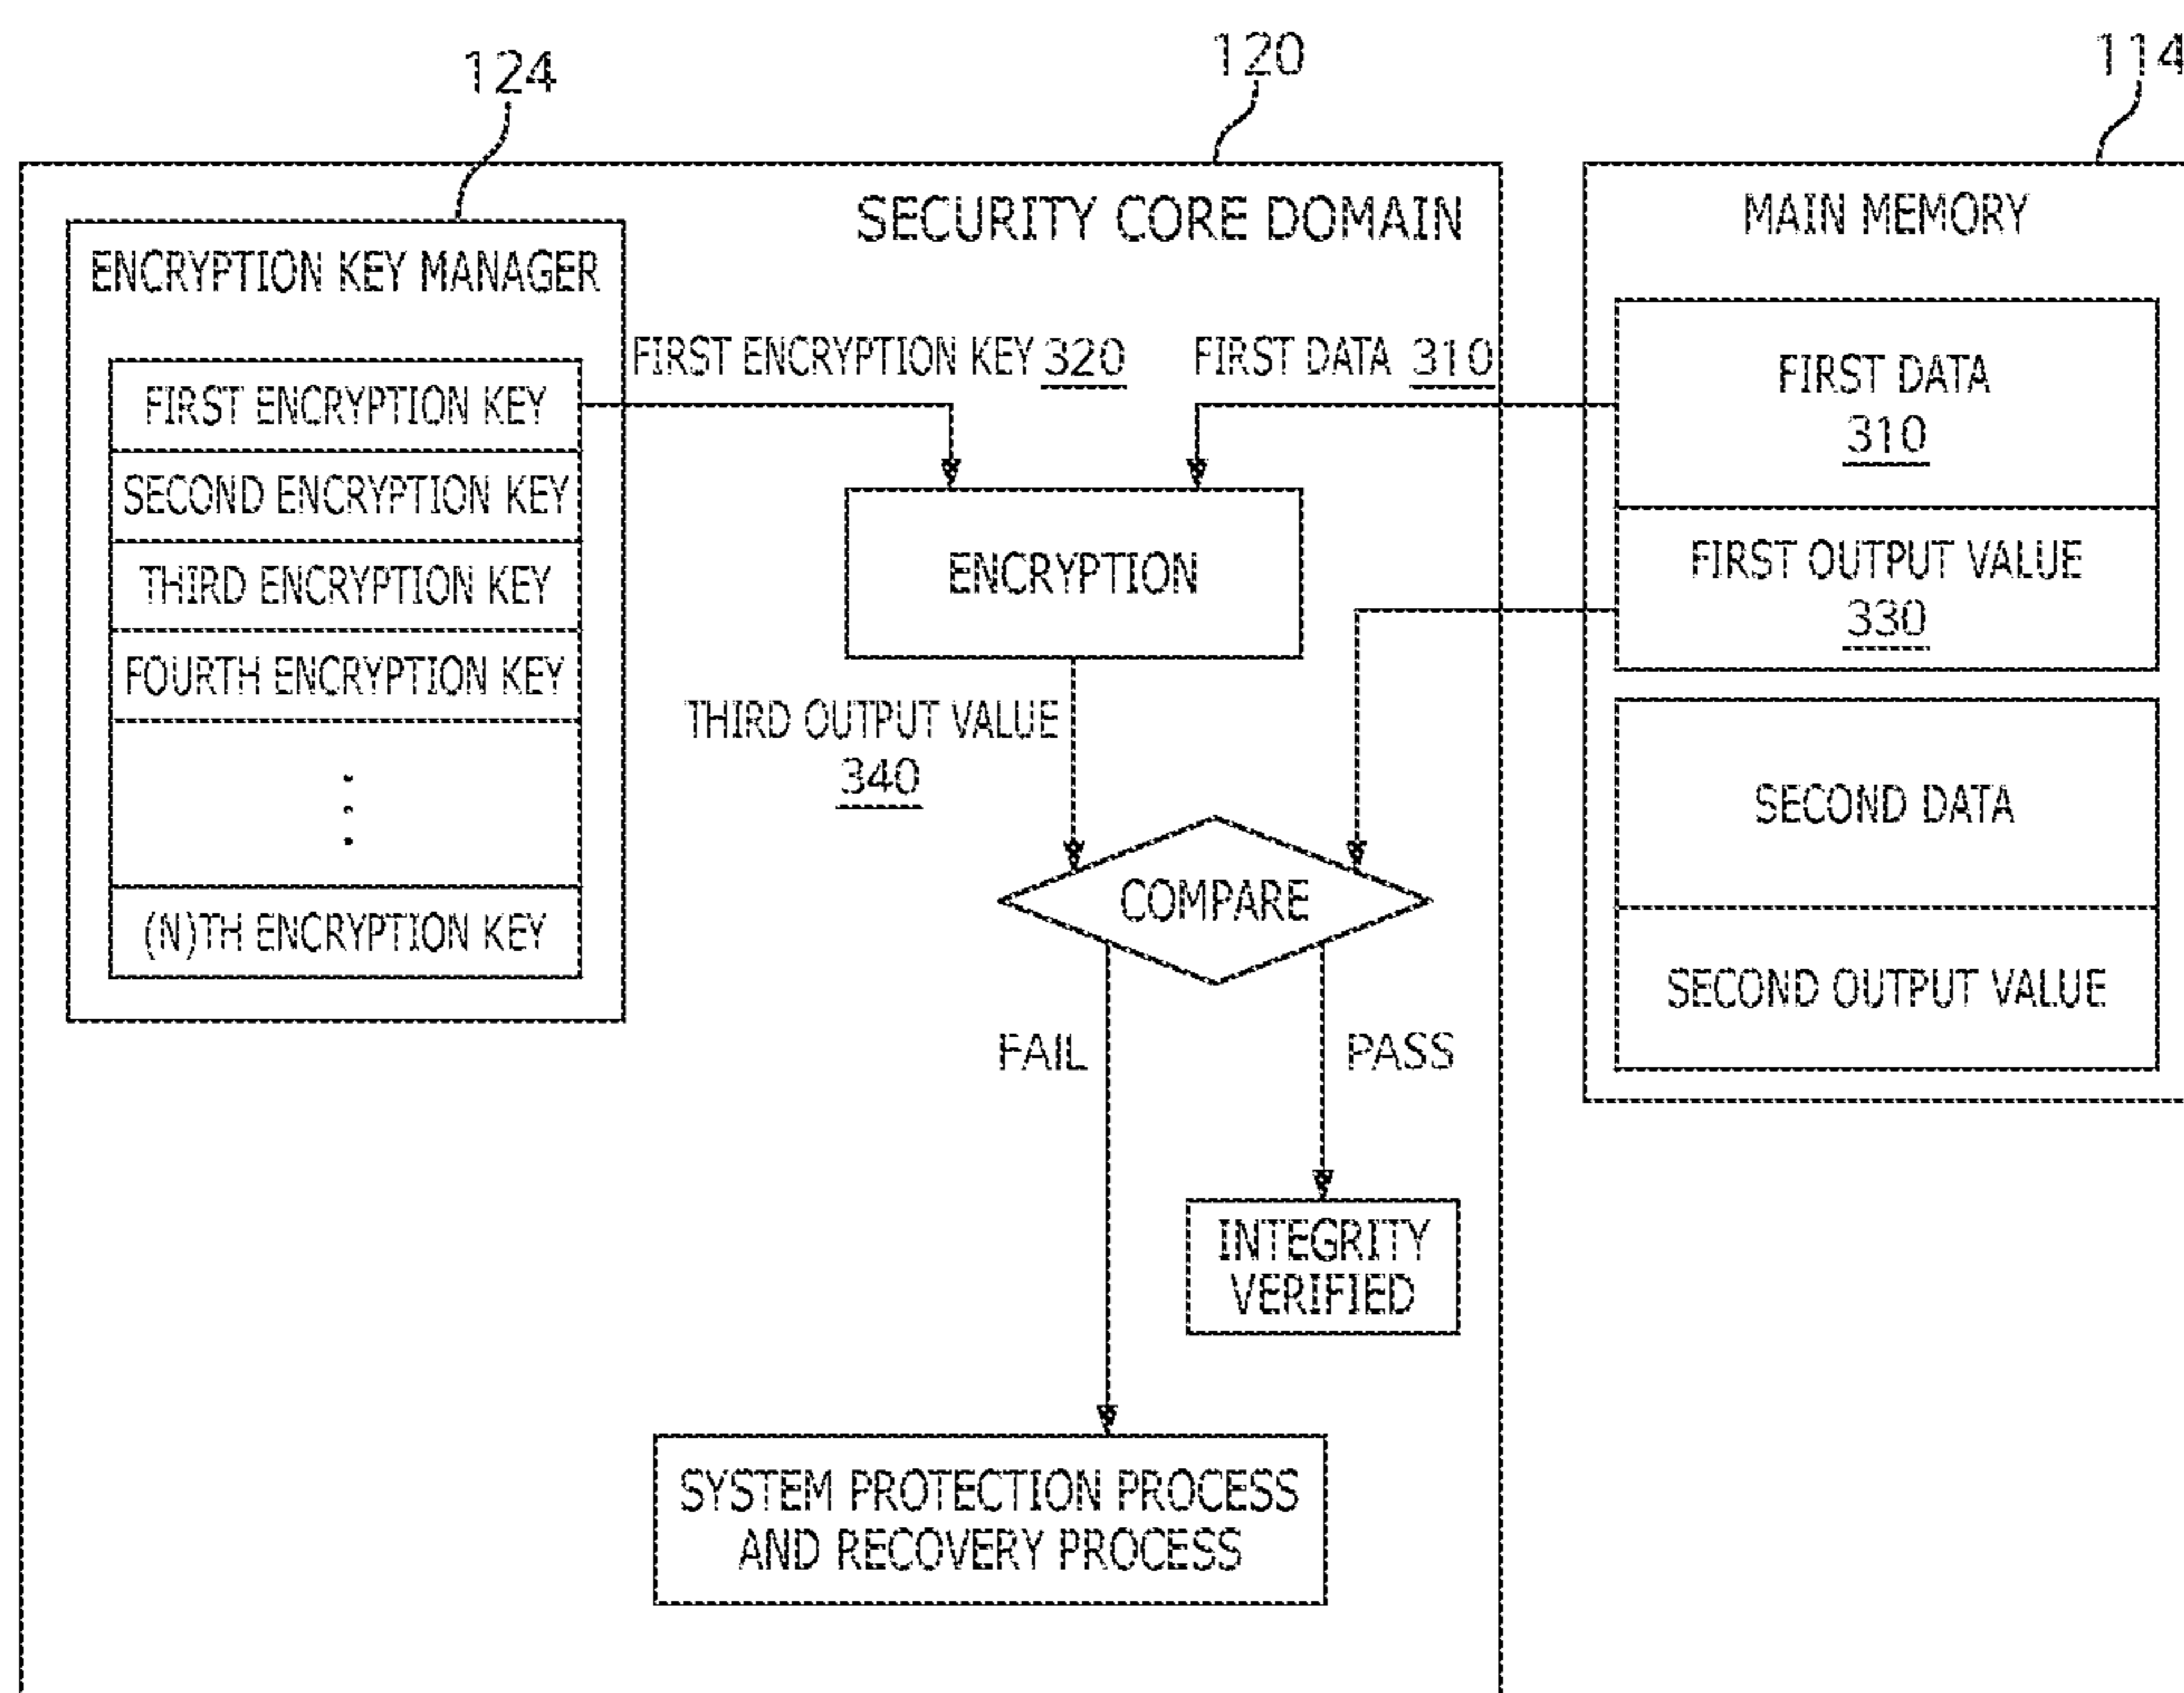 124
120
114
SECURITY CORE DOMAIN
MAIN MEMORY
ENCRYPTION KEY MANAGER
FIRST ENCRYPTION KEY 320
FIRST DATA 310
FIRST ENCRYPTION KEY
SECOND ENCRYPTION KEY
THIRD ENCRYPTION KEY
FOURTH ENCRYPTION KEY
(N)TH ENCRYPTION KEY
ENCRYPTION
THIRD OUTPUT VALUE
340
COMPARE
FAIL
PASS
INTEGRITY
VERIFIED
SYSTEM PROTECTION PROCESS
AND RECOVERY PROCESS
FIRST DATA
310
FIRST OUTPUT VALUE
330
SECOND DATA
SECOND OUTPUT VALUE